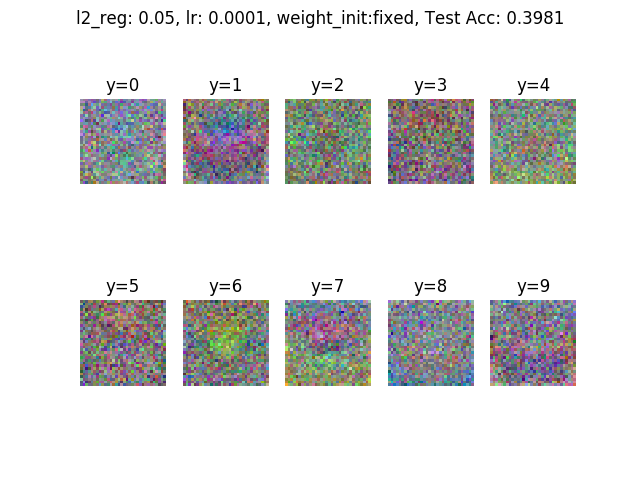 l2_reg: 0.05, lr: 0.0001, weight_init:fixed, Test Acc: 0.3981
y=0 y=1 y=2 y=3 y=4
y=5 y=6 y=7 y=8 y=9